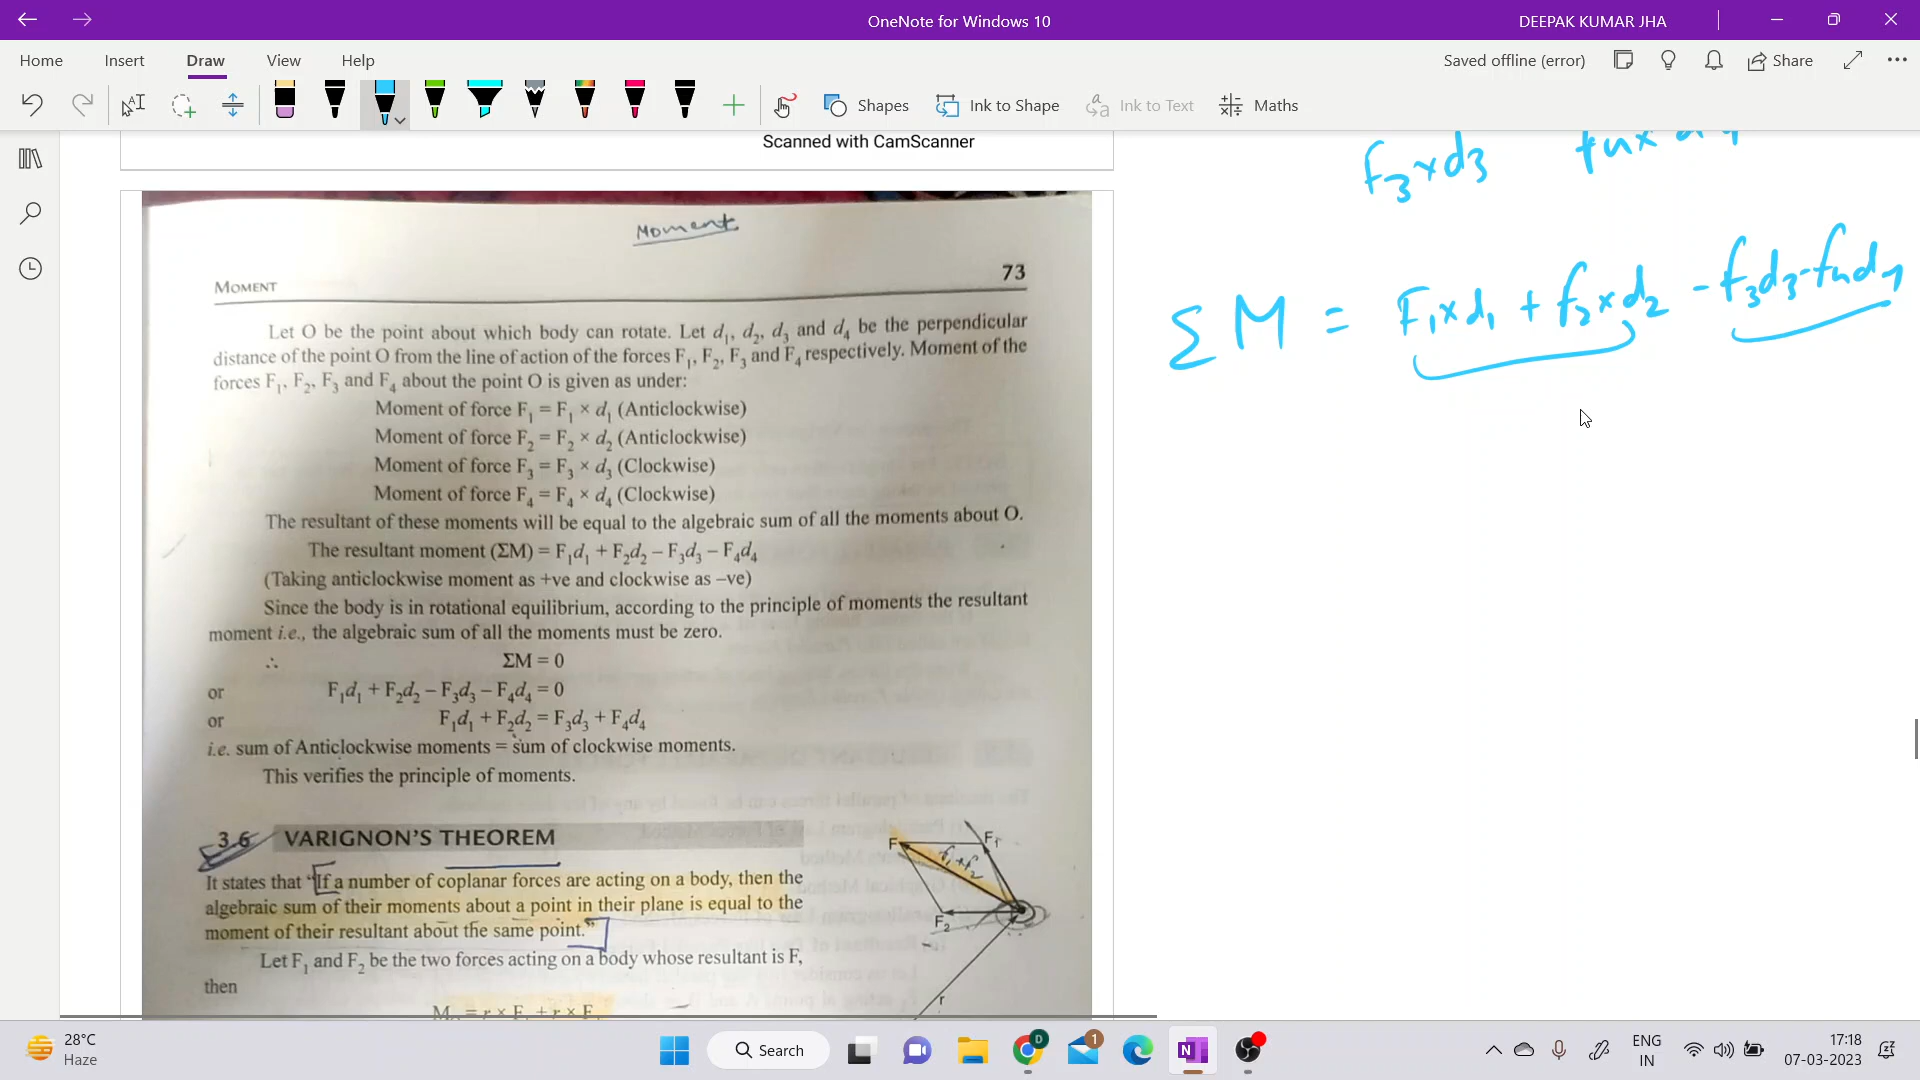 OneNote for Windows 10
DEEPAK KUMAR JHA
Home Insert Draw View Help
Saved offline (error) Share
Shapes Ink to Shape Ink to Text Maths
Scanned with CamScanner
f3xd3
Moment
MOMENT 73
Let O be the point about which body can rotate. Let d₁, d₂, d₃ and d₄ be the perpendicular
distance of the point O from the line of action of the forces F₁, F₂, F₃ and F₄ respectively. Moment of the
forces F₁, F₂, F₃ and F₄ about the point O is given as under:
Moment of force F₁ = F₁ × d₁ (Anticlockwise)
Moment of force F₂ = F₂ × d₂ (Anticlockwise)
Moment of force F₃ = F₃ × d₃ (Clockwise)
Moment of force F₄ = F₄ × d₄ (Clockwise)
The resultant of these moments will be equal to the algebraic sum of all the moments about O.
The resultant moment (ΣM) = F₁d₁ + F₂d₂ – F₃d₃ – F₄d₄
(Taking anticlockwise moment as +ve and clockwise as –ve)
Since the body is in rotational equilibrium, according to the principle of moments the resultant
moment i.e., the algebraic sum of all the moments must be zero.
∴ ΣM = 0
or F₁d₁ + F₂d₂ – F₃d₃ – F₄d₄ = 0
or F₁d₁ + F₂d₂ = F₃d₃ + F₄d₄
i.e. sum of Anticlockwise moments = sum of clockwise moments.
This verifies the principle of moments.
3.6 VARIGNON'S THEOREM
It states that “If a number of coplanar forces are acting on a body, then the
algebraic sum of their moments about a point in their plane is equal to the
moment of their resultant about the same point.”
Let F₁ and F₂ be the two forces acting on a body whose resultant is F,
then
F F₁
f₁+f₂
F₂
r
ΣM = F₁xd₁ + f₂xd₂ - f₃d₃-f₄d₄
28°C
Haze
Search
D
1
ENG
IN
17:18
07-03-2023